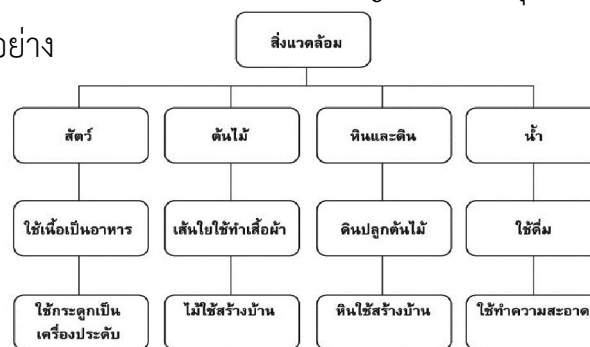 อย่าง
สิ่งแวดล้อม
สัตว์
ต้นไม้
หินและดิน
น้ำ
ใช้เนื้อเป็นอาหาร
เส้นใยใช้ทำเสื้อผ้า
ดินปลูกต้นไม้
ใช้ดื่ม
ใช้กระดูกเป็น
เครื่องประดับ
ไม้ใช้สร้างบ้าน
หินใช้สร้างบ้าน
ใช้ทำความสะอาด